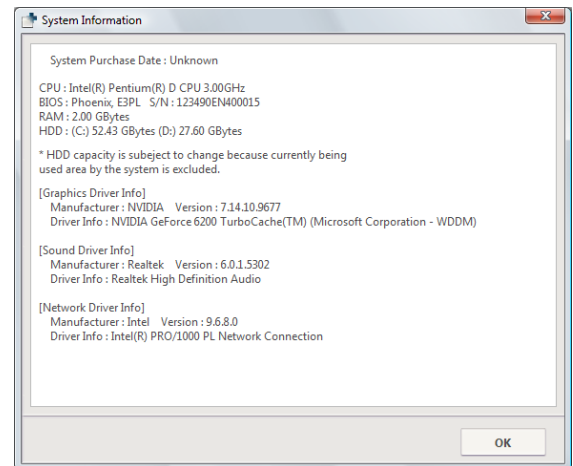 System Information
System Purchase Date : Unknown
CPU : Intel(R) Pentium(R) D CPU 3.00GHz
BIOS : Phoenix, E3PL S/N : 123490EN400015
RAM : 2.00 GBytes
HDD : (C:) 52.43 GBytes (D:) 27.60 GBytes
* HDD capacity is subeject to change because currently being
used area by the system is excluded.
[Graphics Driver Info]
Manufacturer : NVIDIA Version : 7.14.10.9677
Driver Info : NVIDIA GeForce 6200 TurboCache(TM) (Microsoft Corporation - WDDM)
[Sound Driver Info]
Manufacturer : Realtek Version : 6.0.1.5302
Driver Info : Realtek High Definition Audio
[Network Driver Info]
Manufacturer : Intel Version : 9.6.8.0
Driver Info : Intel(R) PRO/1000 PL Network Connection
OK